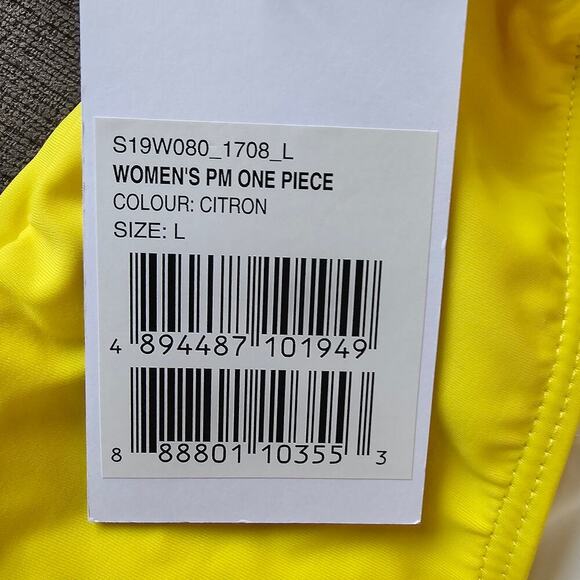 S19W080_1708_L
WOMEN'S PM ONE PIECE
COLOUR: CITRON
SIZE: L
4 894487 101949
8 88801 10355 3